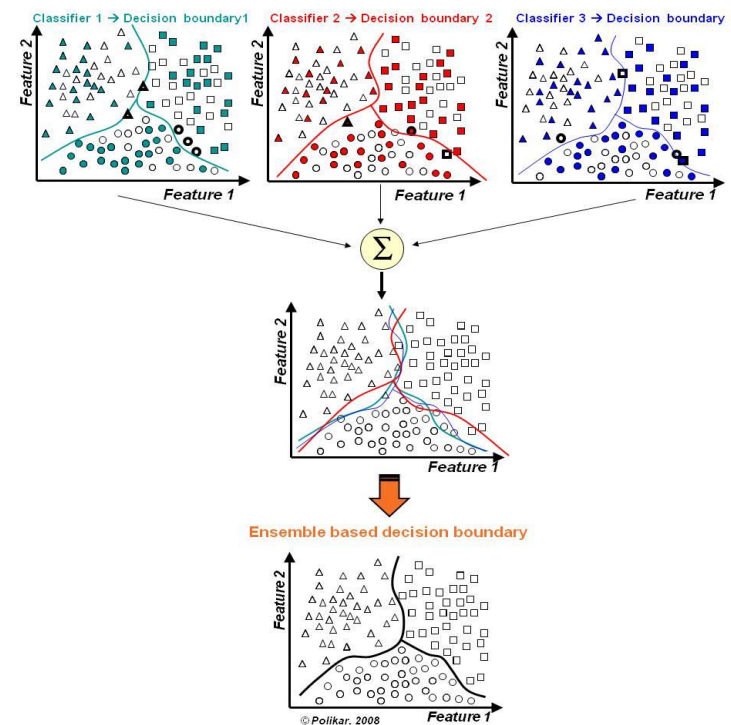 Classifier 1 → Decision boundary1
Classifier 2 → Decision boundary 2
Classifier 3 → Decision boundary
Feature 2
Feature 2
Feature 2
Feature 1
Feature 1
Feature 1
Σ
Feature 2
Feature 1
Ensemble based decision boundary
Feature 2
Feature 1
© Polikar, 2008